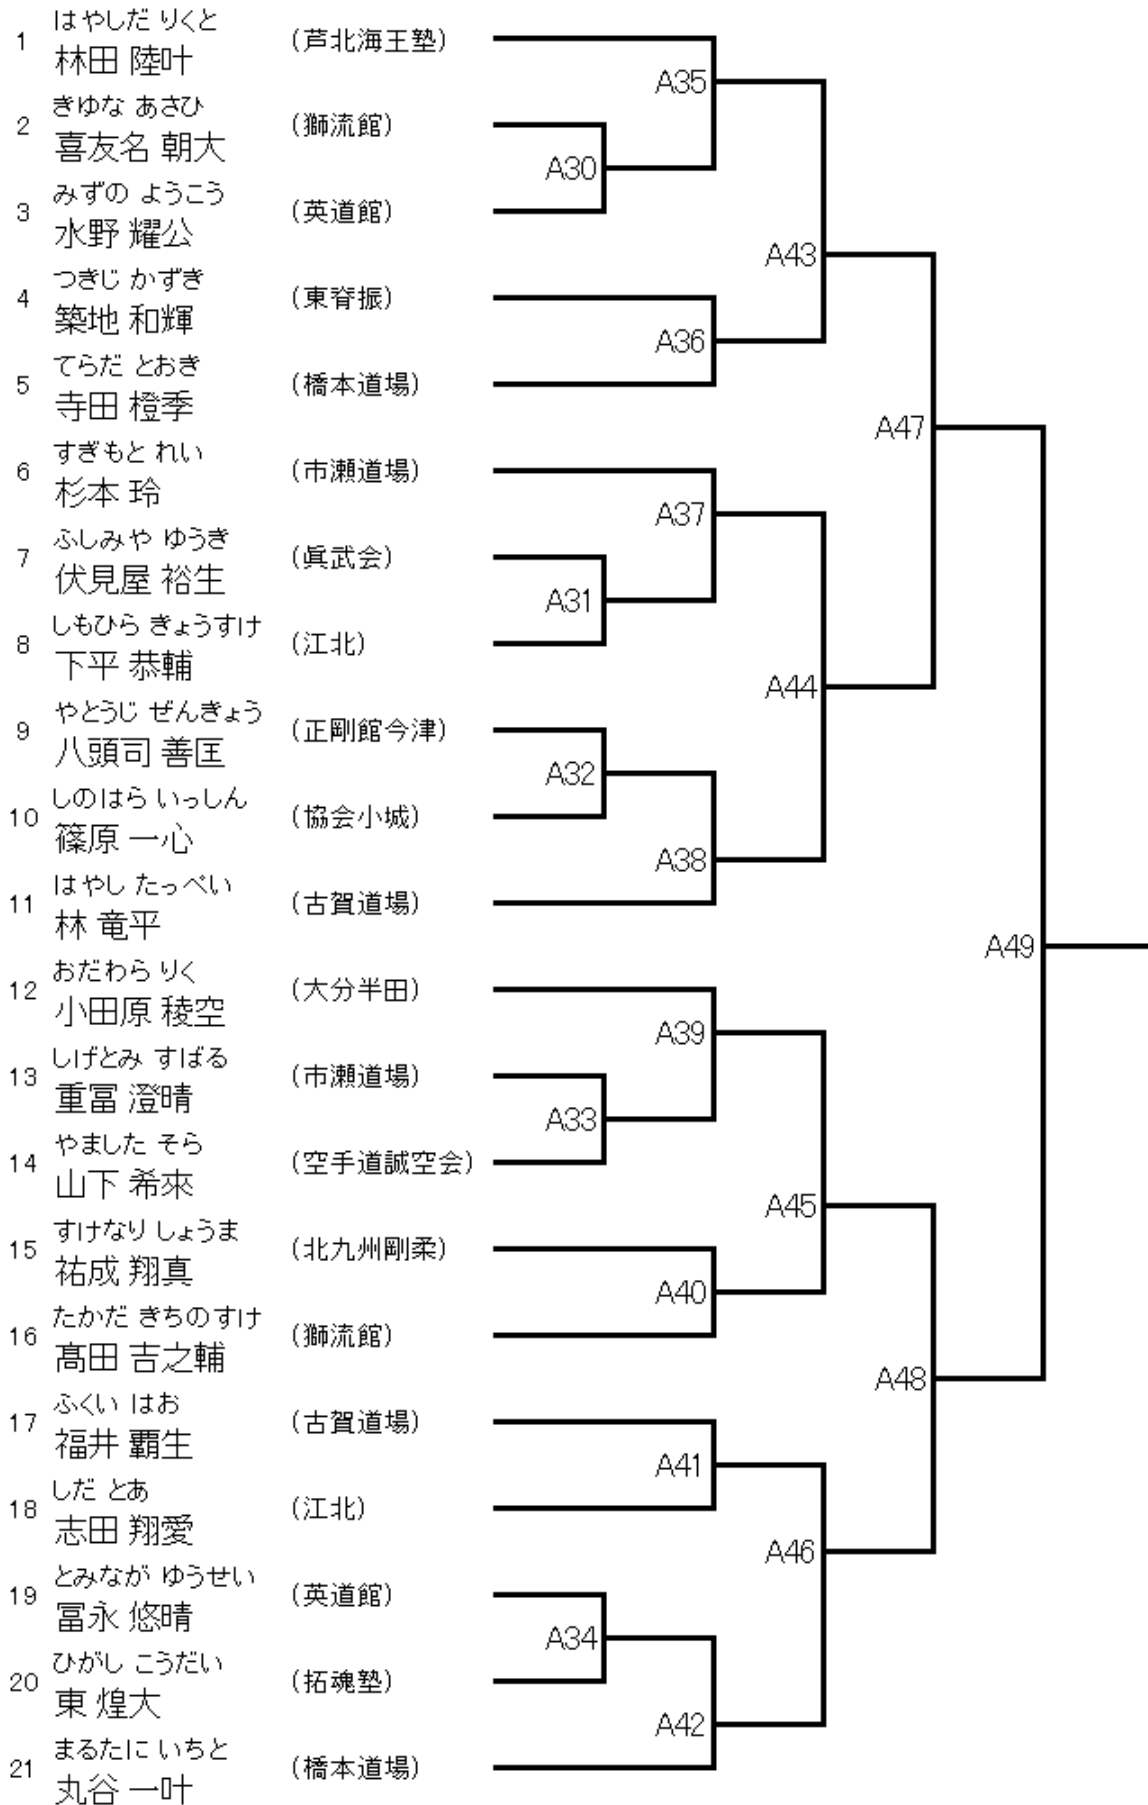 はやしだ りくと
1 林田 陸叶 (芦北海王塾)
A35
きゆな あさひ
2 喜友名 朝大 (獅流館)
A30
みずの ようこう
3 水野 耀公 (英道館)
A43
つきじ かずき
4 築地 和輝 (東脊振)
A36
てらだ とおき
5 寺田 橙季 (橋本道場)
A47
すぎもと れい
6 杉本 玲 (市瀬道場)
A37
ふしみや ゆうき
7 伏見屋 裕生 (眞武会)
A31
しもひら きょうすけ
8 下平 恭輔 (江北)
A44
やとうじ ぜんきょう
9 八頭司 善匡 (正剛館今津)
A32
しのはら いっしん
10 篠原 一心 (協会小城)
A38
はやし たっぺい
11 林 竜平 (古賀道場)
A49
おだわら りく
12 小田原 稜空 (大分半田)
A39
しげとみ すばる
13 重冨 澄晴 (市瀬道場)
A33
やました そら
14 山下 希來 (空手道誠空会)
A45
すけなり しょうま
15 祐成 翔真 (北九州剛柔)
A40
たかだ きちのすけ
16 髙田 吉之輔 (獅流館)
A48
ふくい はお
17 福井 覇生 (古賀道場)
A41
しだ とあ
18 志田 翔愛 (江北)
A46
とみなが ゆうせい
19 冨永 悠晴 (英道館)
A34
ひがし こうだい
20 東 煌大 (拓魂塾)
A42
まるたに いちと
21 丸谷 一叶 (橋本道場)